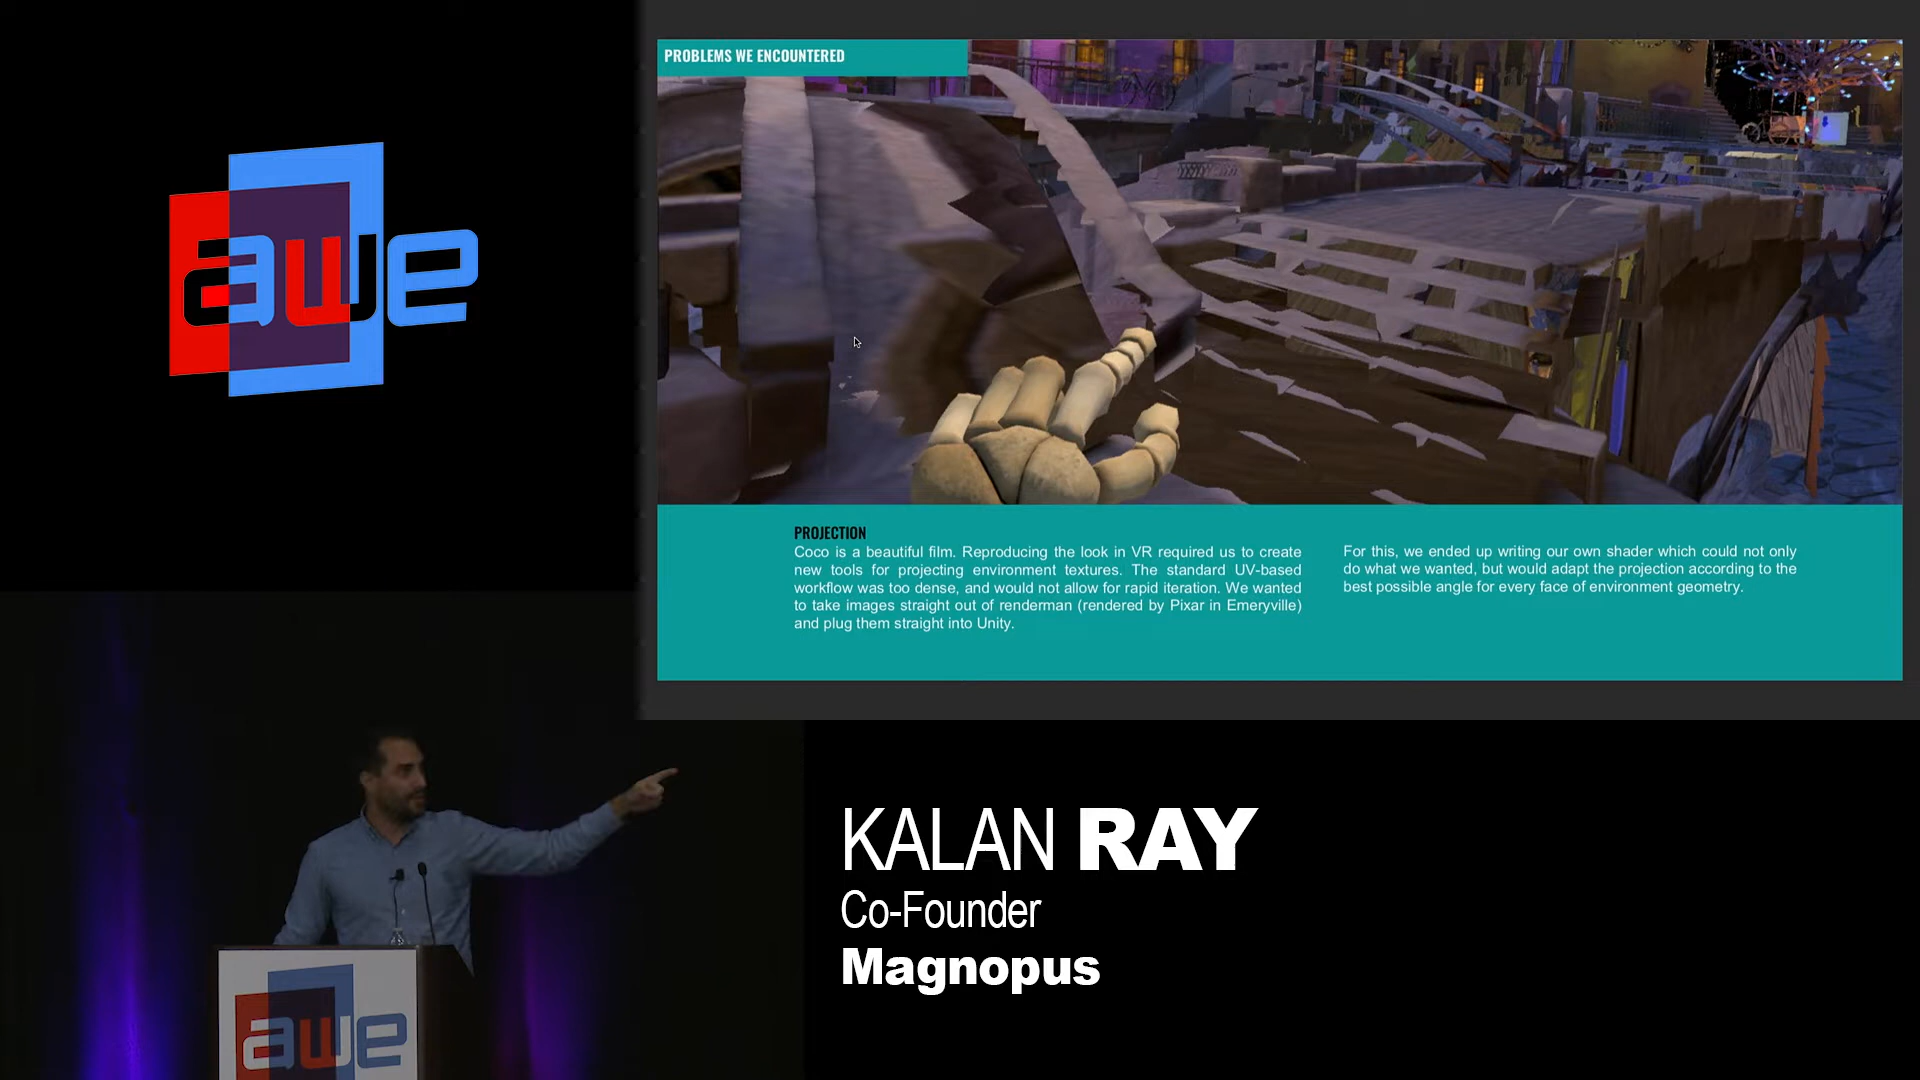 awe
PROBLEMS WE ENCOUNTERED
PROJECTION
Coco is a beautiful film. Reproducing the look in VR required us to create
new tools for projecting environment textures. The standard UV-based
workflow was too dense, and would not allow for rapid iteration. We wanted
to take images straight out of renderman (rendered by Pixar in Emeryville)
and plug them straight into Unity.
For this, we ended up writing our own shader which could not only
do what we wanted, but would adapt the projection according to the
best possible angle for every face of environment geometry.
KALAN RAY
Co-Founder
Magnopus
awe